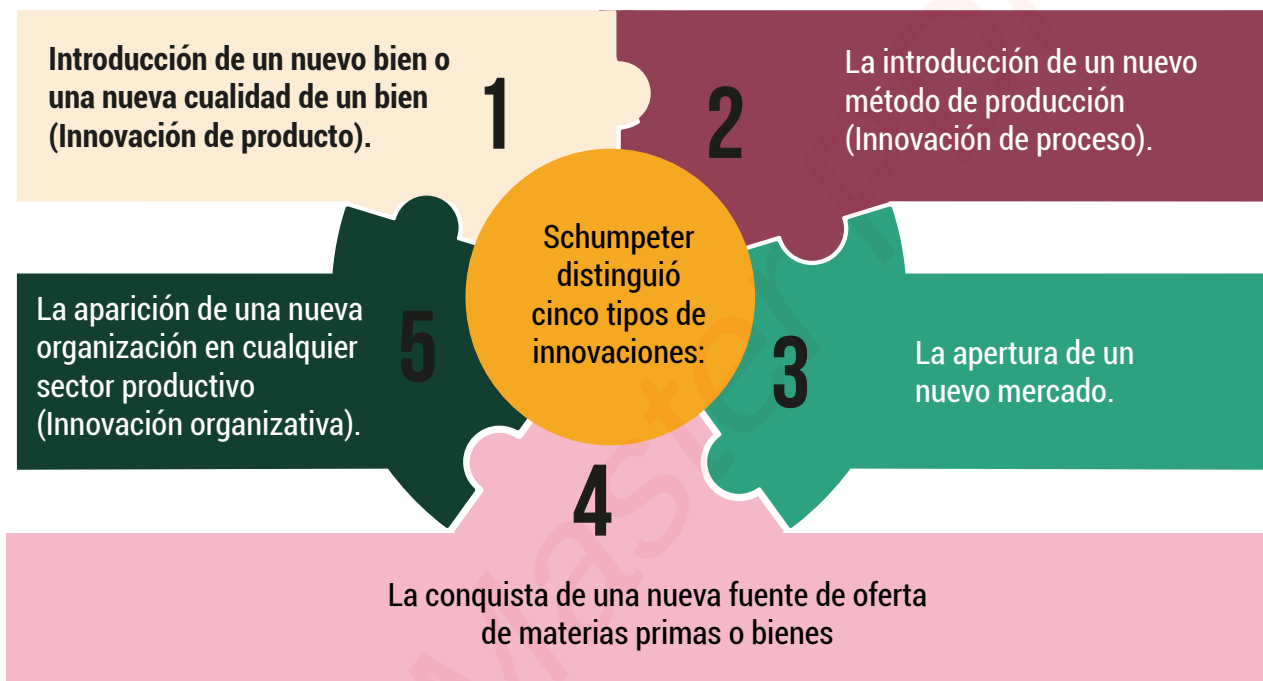 Introducción de un nuevo bien o
una nueva cualidad de un bien
(Innovación de producto).
1
2
La introducción de un nuevo
método de producción
(Innovación de proceso).
Schumpeter
distinguió
cinco tipos de
innovaciones:
3
La apertura de un
nuevo mercado.
4
La conquista de una nueva fuente de oferta
de materias primas o bienes
5
La aparición de una nueva
organización en cualquier
sector productivo
(Innovación organizativa).
Master